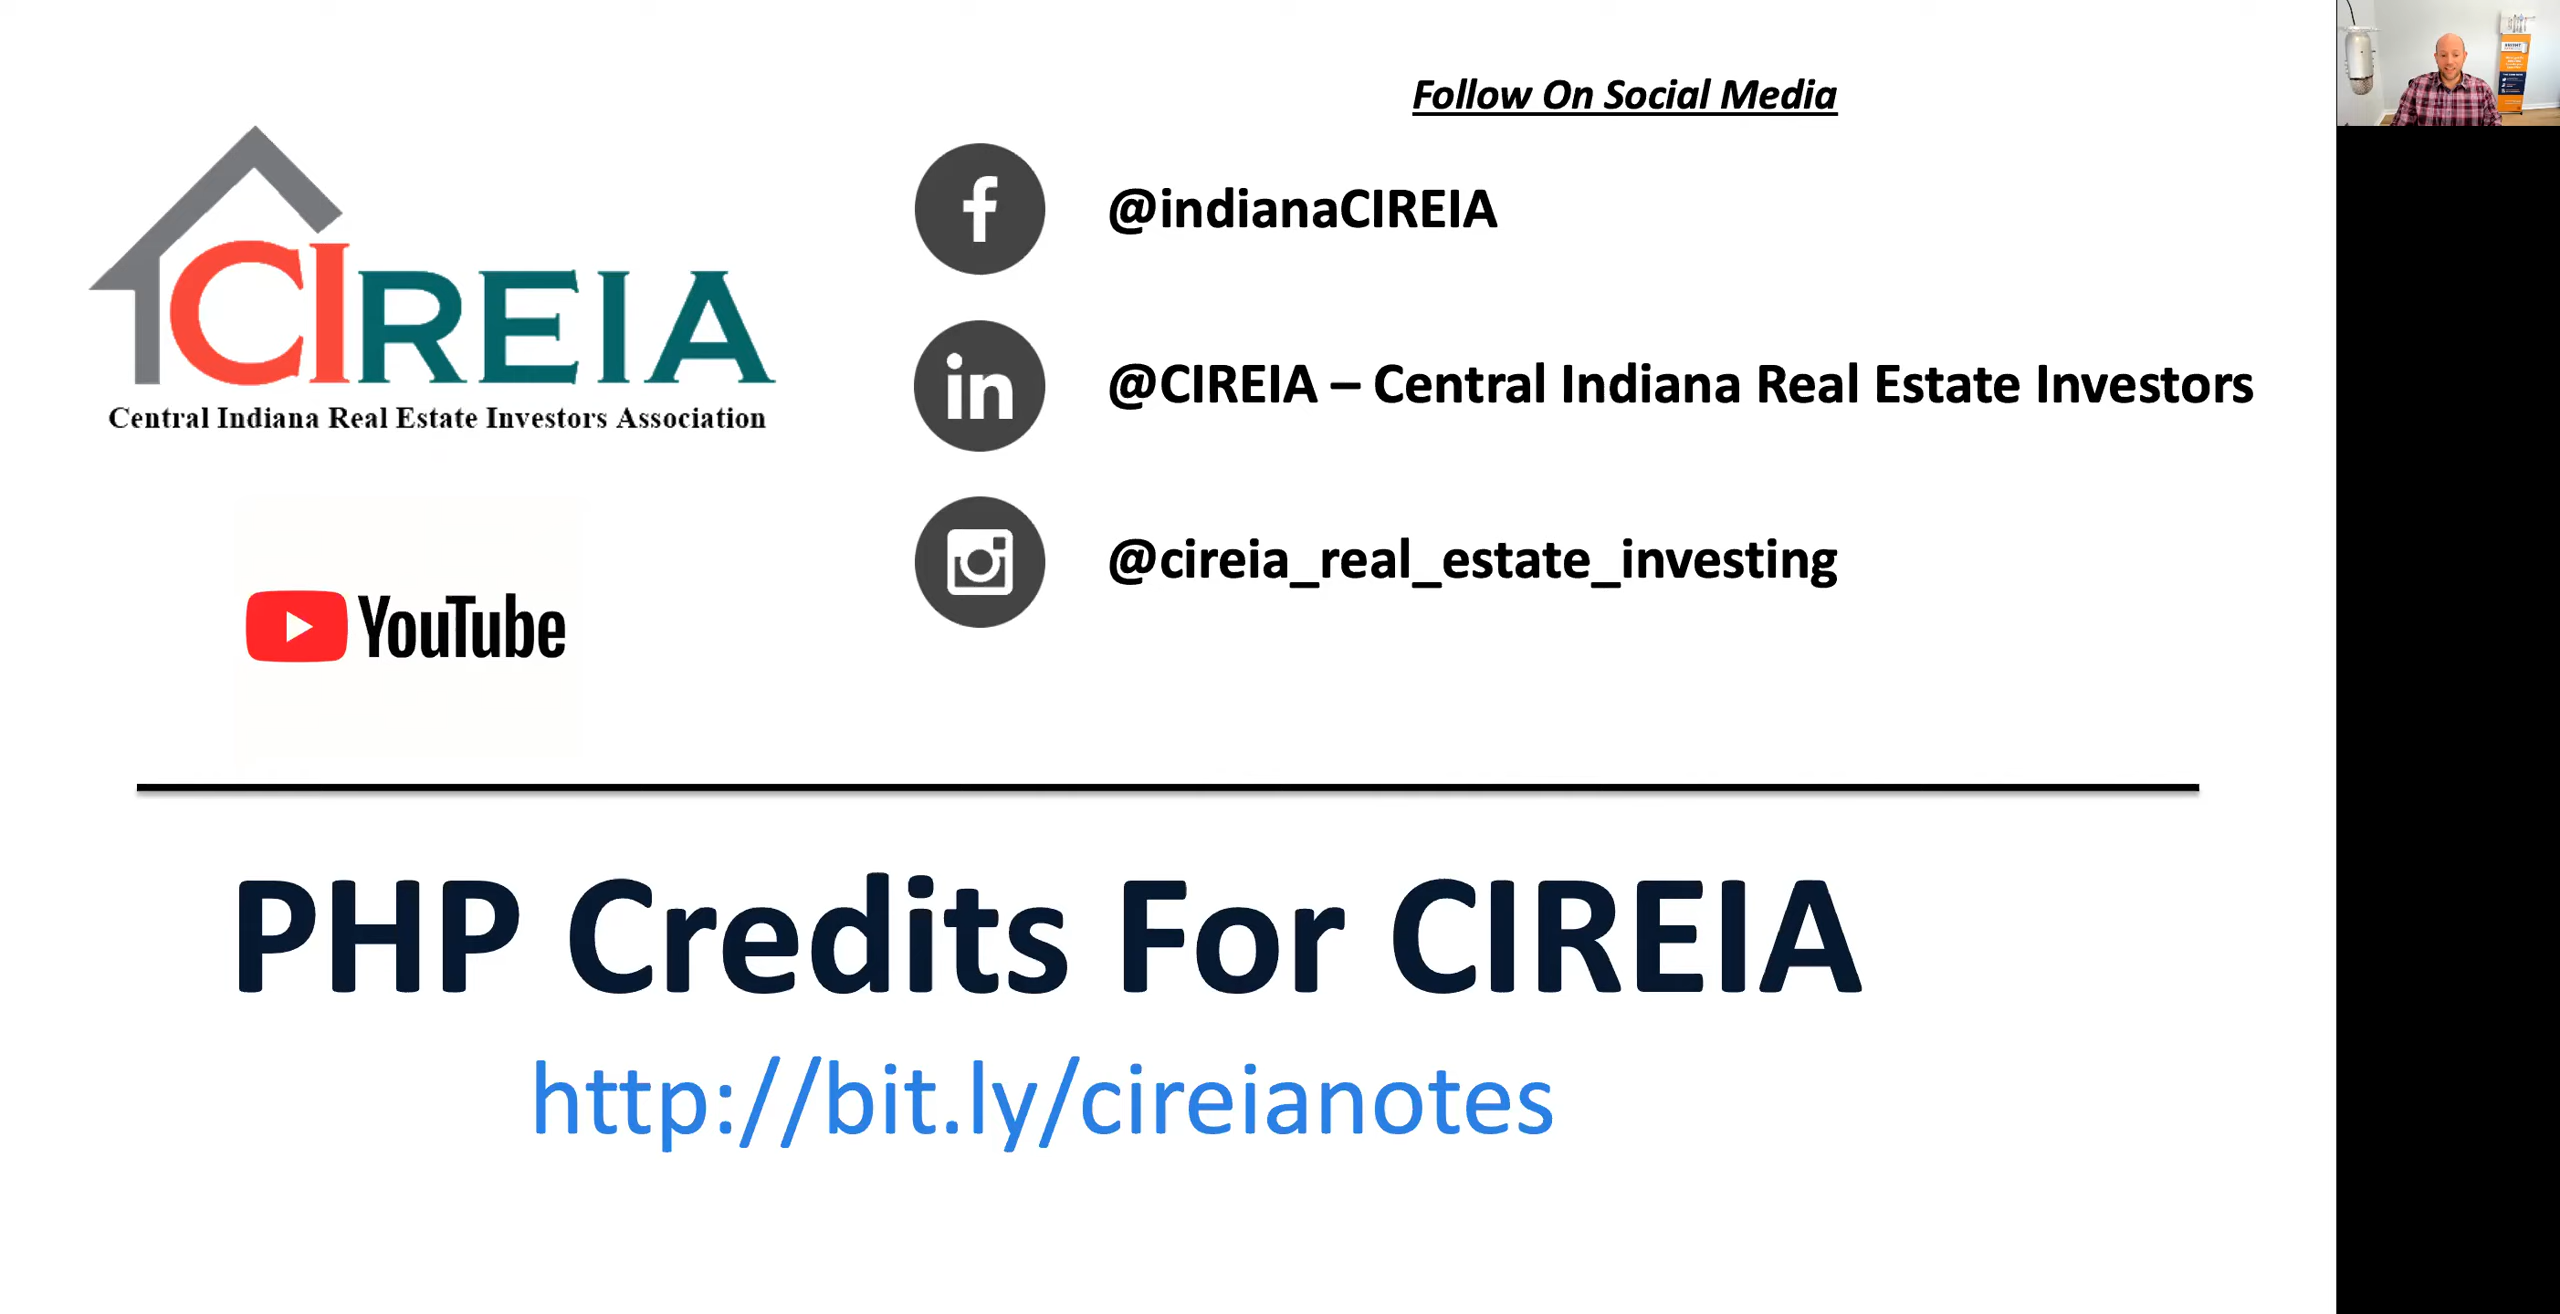 Follow On Social Media
CIREIA
Central Indiana Real Estate Investors Association
@indianaCIREIA
in
@CIREIA – Central Indiana Real Estate Investors
@cireia_real_estate_investing
YouTube
PHP Credits For CIREIA
http://bit.ly/cireianotes